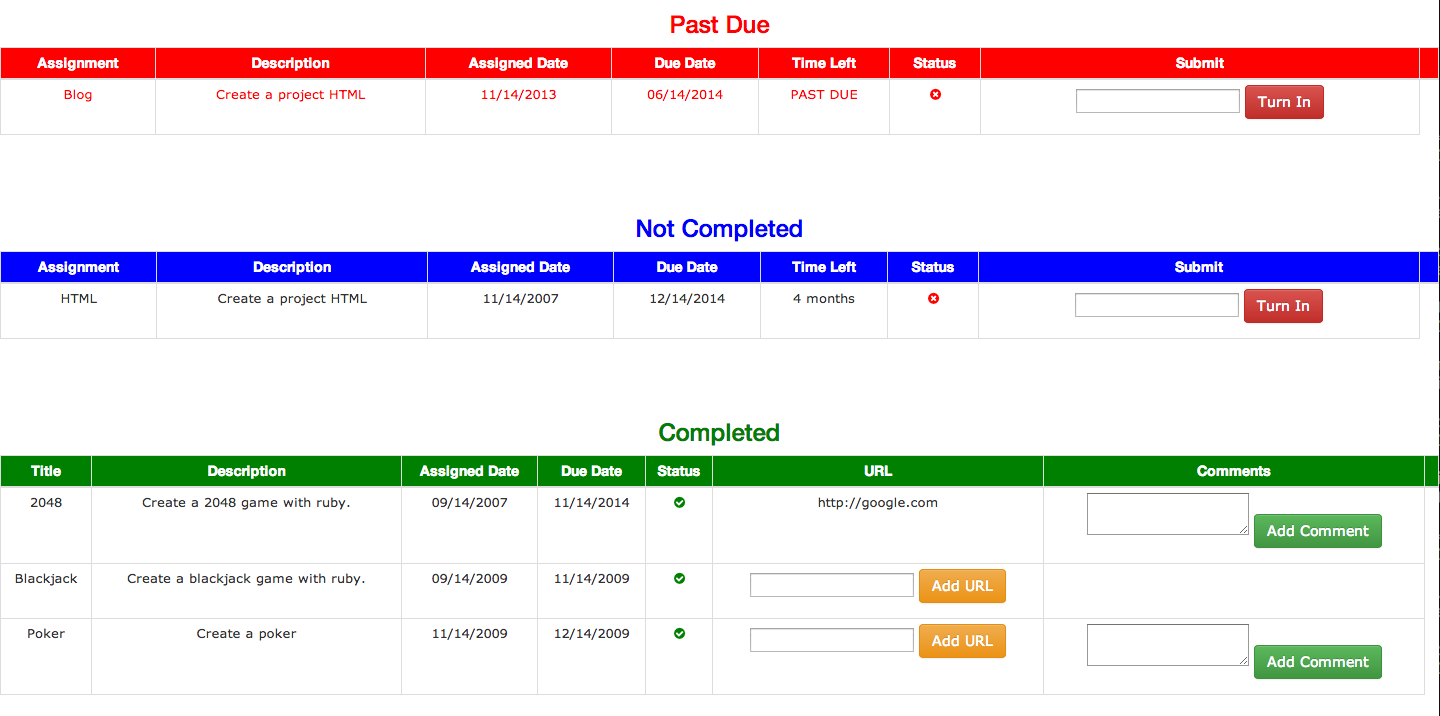 Past Due
Assignment Description Assigned Date Due Date Time Left Status Submit
Blog Create a project HTML 11/14/2013 06/14/2014 PAST DUE Turn In
Not Completed
Assignment Description Assigned Date Due Date Time Left Status Submit
HTML Create a project HTML 11/14/2007 12/14/2014 4 months Turn In
Completed
Title Description Assigned Date Due Date Status URL Comments
2048 Create a 2048 game with ruby. 09/14/2007 11/14/2014 http://google.com Add Comment
Blackjack Create a blackjack game with ruby. 09/14/2009 11/14/2009 Add URL
Poker Create a poker 11/14/2009 12/14/2009 Add URL Add Comment